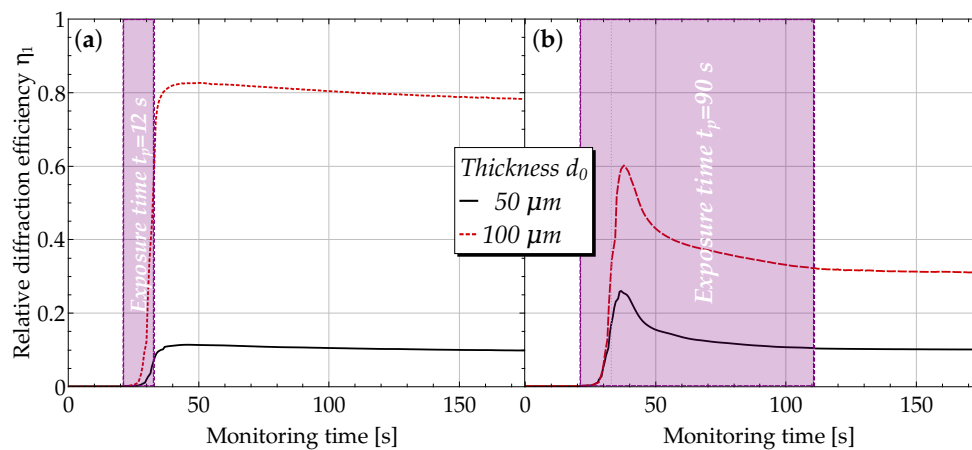 (a)
(b)
Relative diffraction efficiency η1
1
0.8
0.6
0.4
0.2
0
Exposure time tp=12 s
Exposure time tp=90 s
Thickness d0
50 μm
100 μm
0 50 100 150
0 50 100 150
Monitoring time [s]
Monitoring time [s]